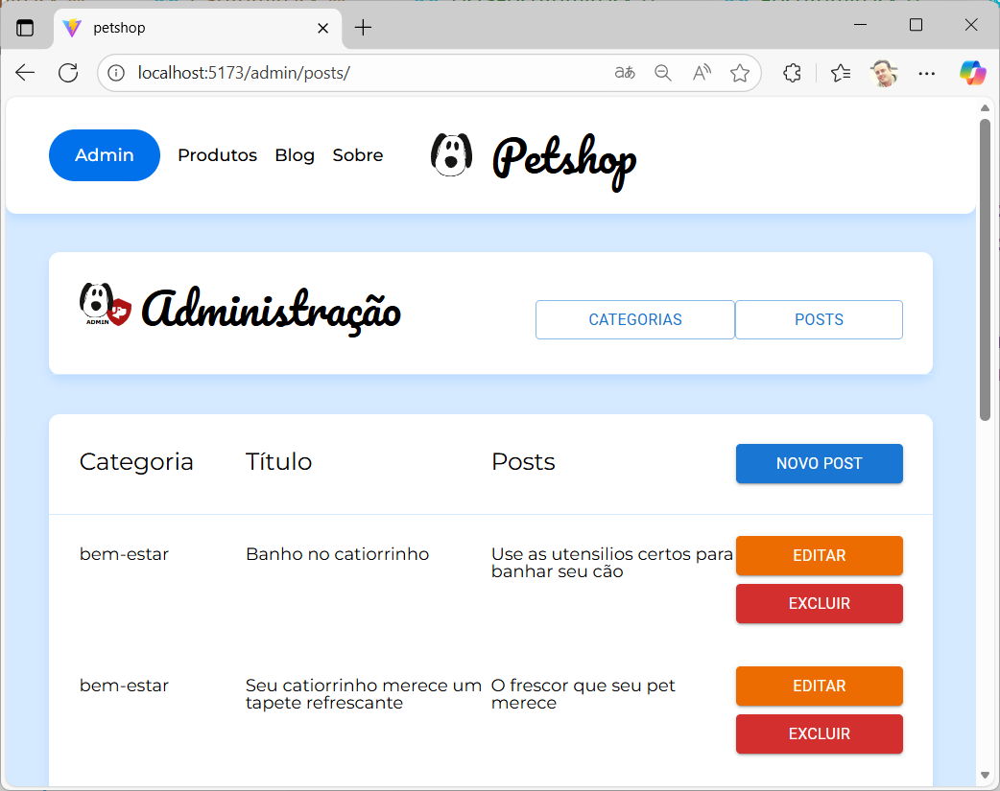 petshop
localhost:5173/admin/posts/
Admin Produtos Blog Sobre Petshop
ADMIN Administração CATEGORIAS POSTS
Categoria Título Posts NOVO POST
bem-estar Banho no catiorrinho Use as utensilios certos para EDITAR
banhar seu cão
EXCLUIR
bem-estar Seu catiorrinho merece um O frescor que seu pet EDITAR
tapete refrescante merece
EXCLUIR